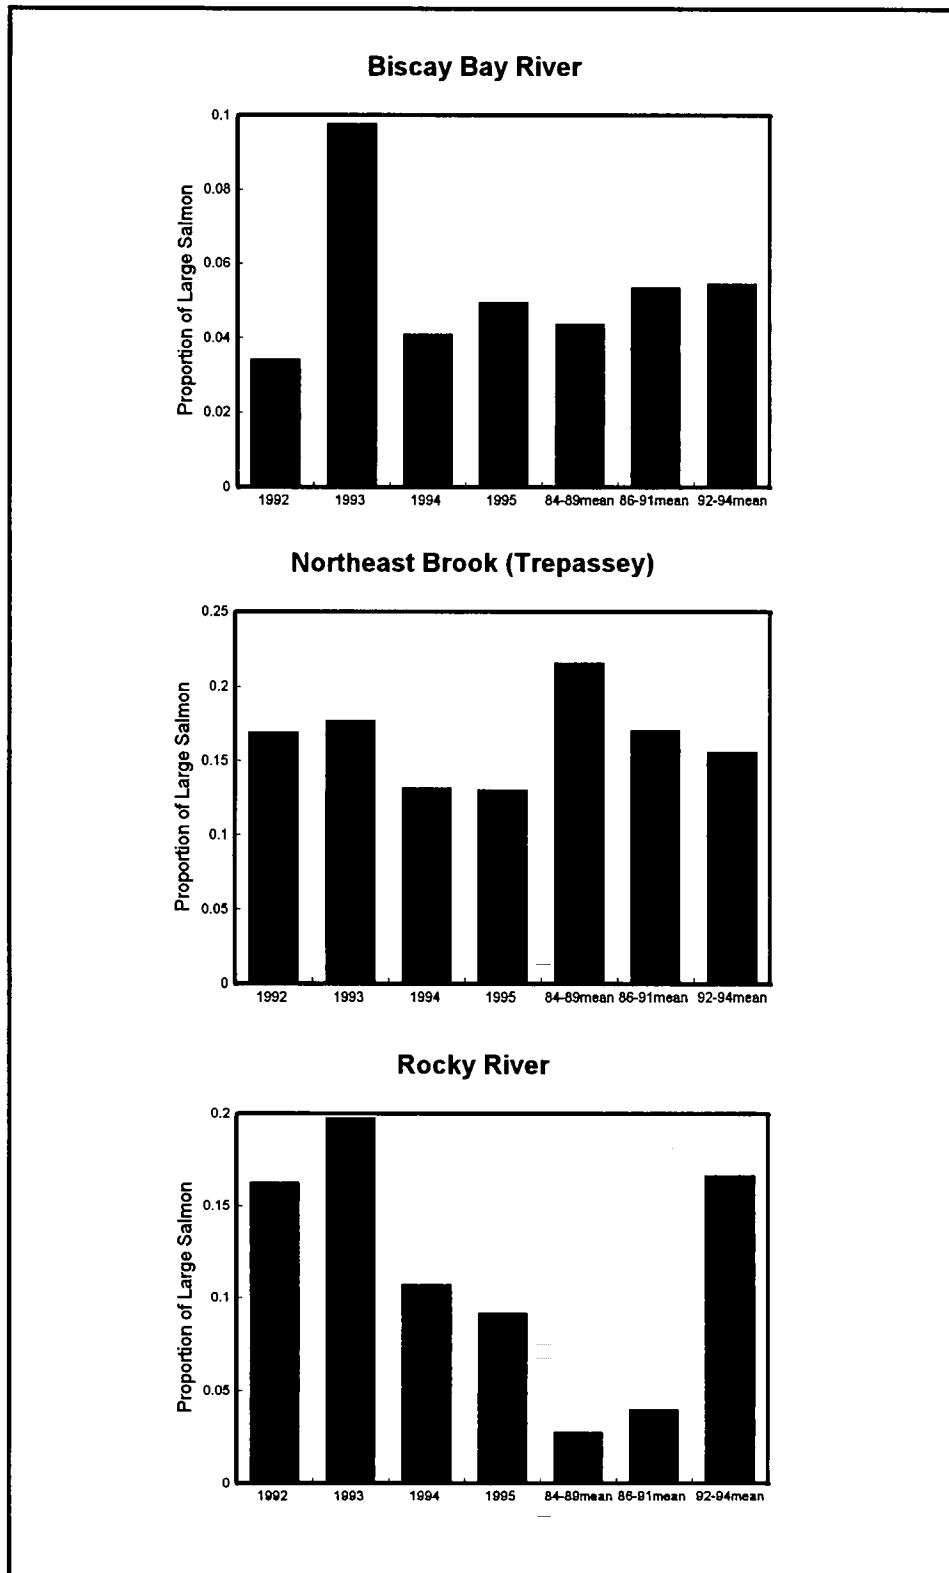 Biscay Bay River
Proportion of Large Salmon
0.1
0.08
0.06
0.04
0.02
0
1992 1993 1994 1995 84-89mean 86-91mean 92-94mean
Northeast Brook (Trepassey)
Proportion of Large Salmon
0.25
0.2
0.15
0.1
0.05
0
1992 1993 1994 1995 84-89mean 86-91mean 92-94mean
Rocky River
Proportion of Large Salmon
0.2
0.15
0.1
0.05
0
1992 1993 1994 1995 84-89mean 86-91mean 92-94mean